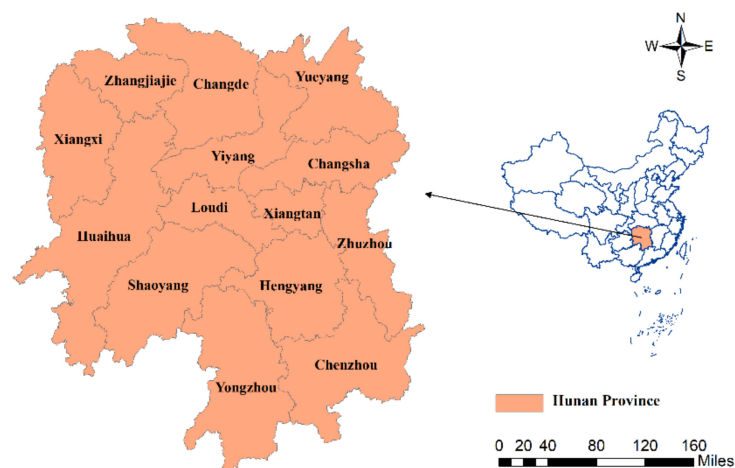 N
W E
S
Zhangjiajie
Changde
Yueyang
Xiangxi
Yiyang
Changsha
Loudi
Xiangtan
Huaihua
Zhuzhou
Shaoyang
Hengyang
Chenzhou
Yongzhou
Hunan Province
0 20 40 80 120 160
Miles